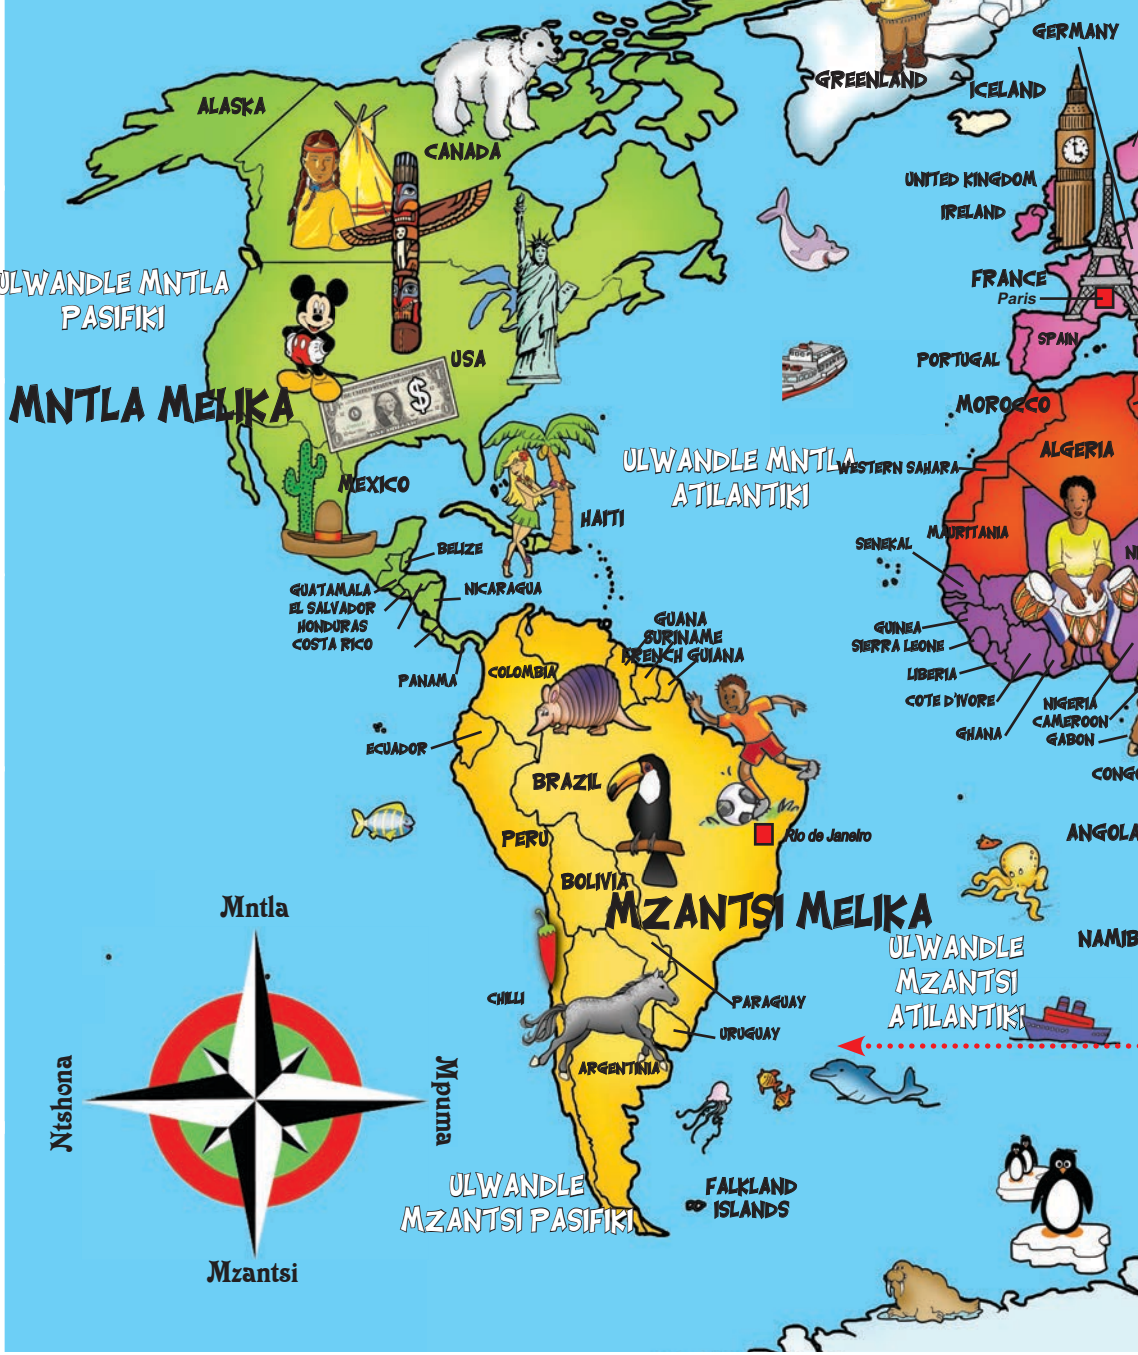 GERMANY
GREENLAND
ICELAND
ALASKA
CANADA
UNITED KINGDOM
IRELAND
ULWANDLE MNTLA
PASIFIKI
FRANCE
Paris
USA
$
SPAIN
PORTUGAL
MNTLA MELIKA
MOROCCO
ALGERIA
ULWANDLE MNTLA
ATILANTIKI
WESTERN SAHARA
MEXICO
HAITI
MAURITANIA
SENEKAL
BELIZE
GUATAMALA
EL SALVADOR
HONDURAS
COSTA RICO
NICARAGUA
PANAMA
GUANA
SURINAME
FRENCH GUIANA
COLOMBIA
GUINEA
SIERRA LEONE
LIBERIA
COTE D'IVORE
GHANA
NIGERIA
CAMEROON
GABON
CONG
ECUADOR
BRAZIL
PERU
Rio de Janeiro
ANGOLA
BOLIVIA
MZANTSI MELIKA
NAMIB
ULWANDLE
MZANTSI
ATILANTIKI
CHILLI
PARAGUAY
URUGUAY
ARGENTINIA
Mntla
Ntshona
Mpuma
Mzantsi
ULWANDLE
MZANTSI PASIFIKI
FALKLAND
ISLANDS